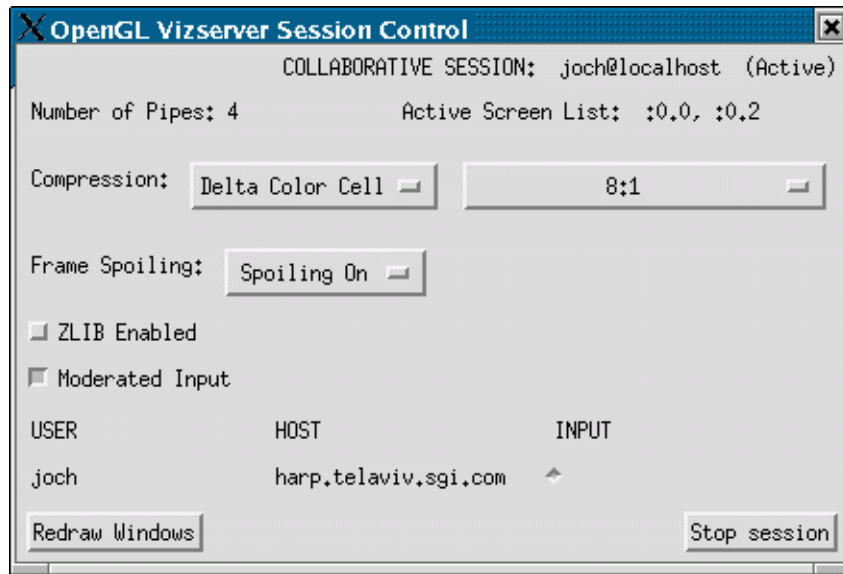 OpenGL Vizserver Session Control
COLLABORATIVE SESSION: joch@localhost (Active)
Number of Pipes: 4 Active Screen List: :0.0, :0.2
Compression: Delta Color Cell 8:1
Frame Spoiling: Spoiling On
ZLIB Enabled
Moderated Input
USER HOST INPUT
joch harp.telaviv.sgi.com
Redraw Windows Stop session